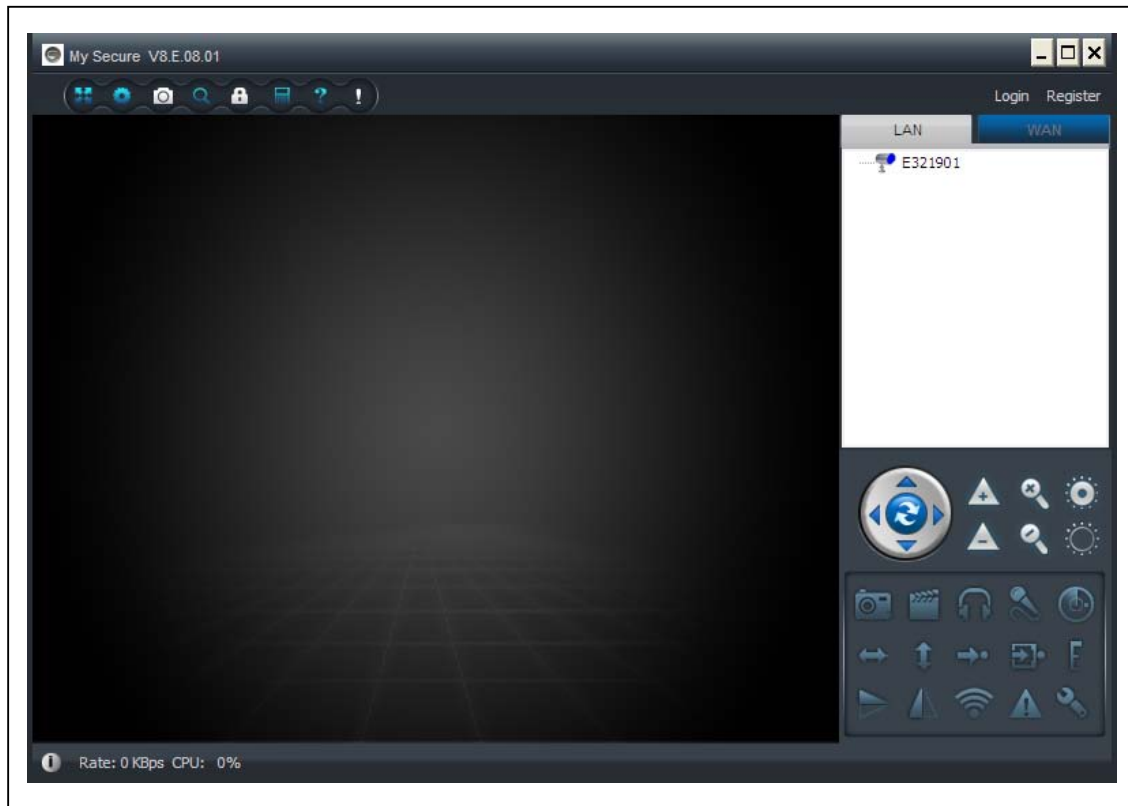 My Secure V8.E.08.01
Login Register
LAN WAN
E321901
Rate: 0 KBps CPU: 0%